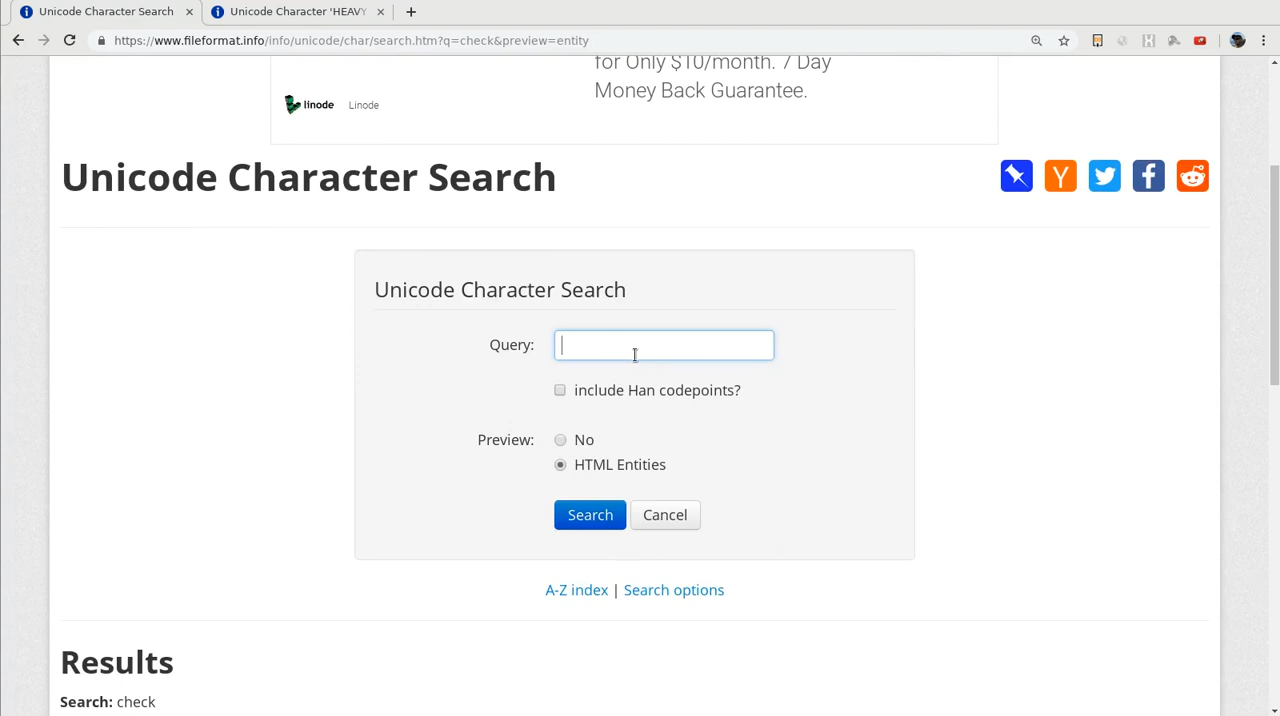 Unicode Character Search
Unicode Character 'HEAVY
https://www.fileformat.info/info/unicode/char/search.htm?q=check&preview=entity
for Only $10/month. 7 Day
Money Back Guarantee.
linode
Linode
Unicode Character Search
Unicode Character Search
Query:
include Han codepoints?
Preview:
No
HTML Entities
Search
Cancel
A-Z index | Search options
Results
Search: check